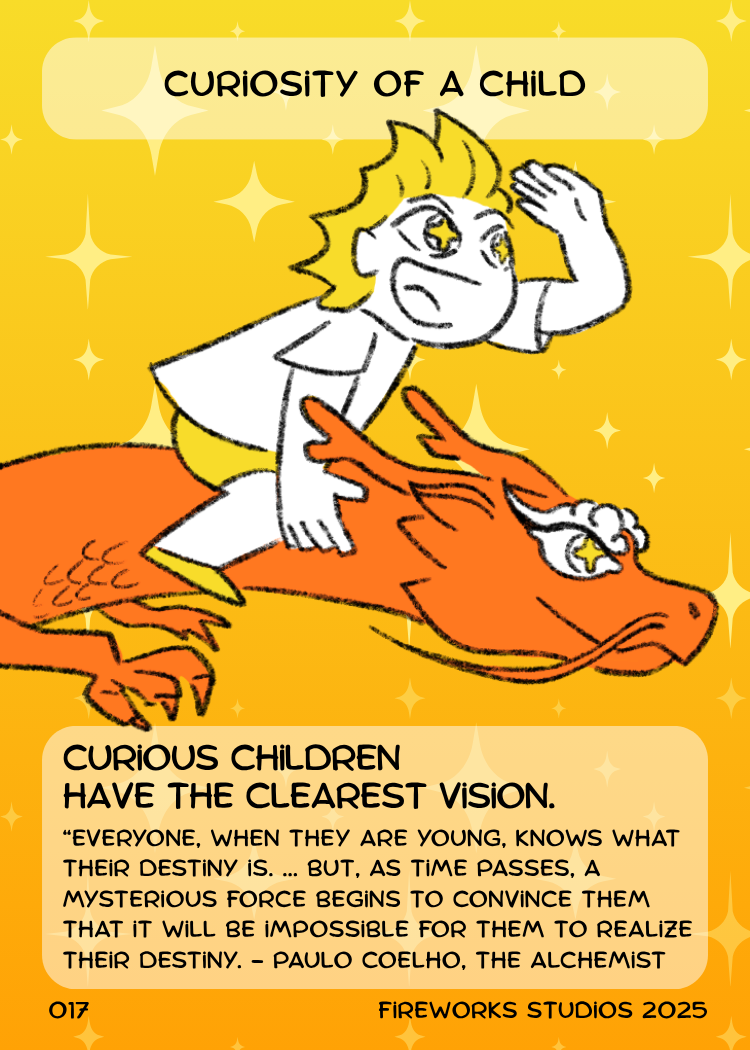 CURIOSITY OF A CHILD
CURIOUS CHILDREN
HAVE THE CLEAREST VISION.
“EVERYONE, WHEN THEY ARE YOUNG, KNOWS WHAT
THEIR DESTINY IS. ... BUT, AS TIME PASSES, A
MYSTERIOUS FORCE BEGINS TO CONVINCE THEM
THAT IT WILL BE IMPOSSIBLE FOR THEM TO REALIZE
THEIR DESTINY. – PAULO COELHO, THE ALCHEMIST
017
FIREWORKS STUDIOS 2025